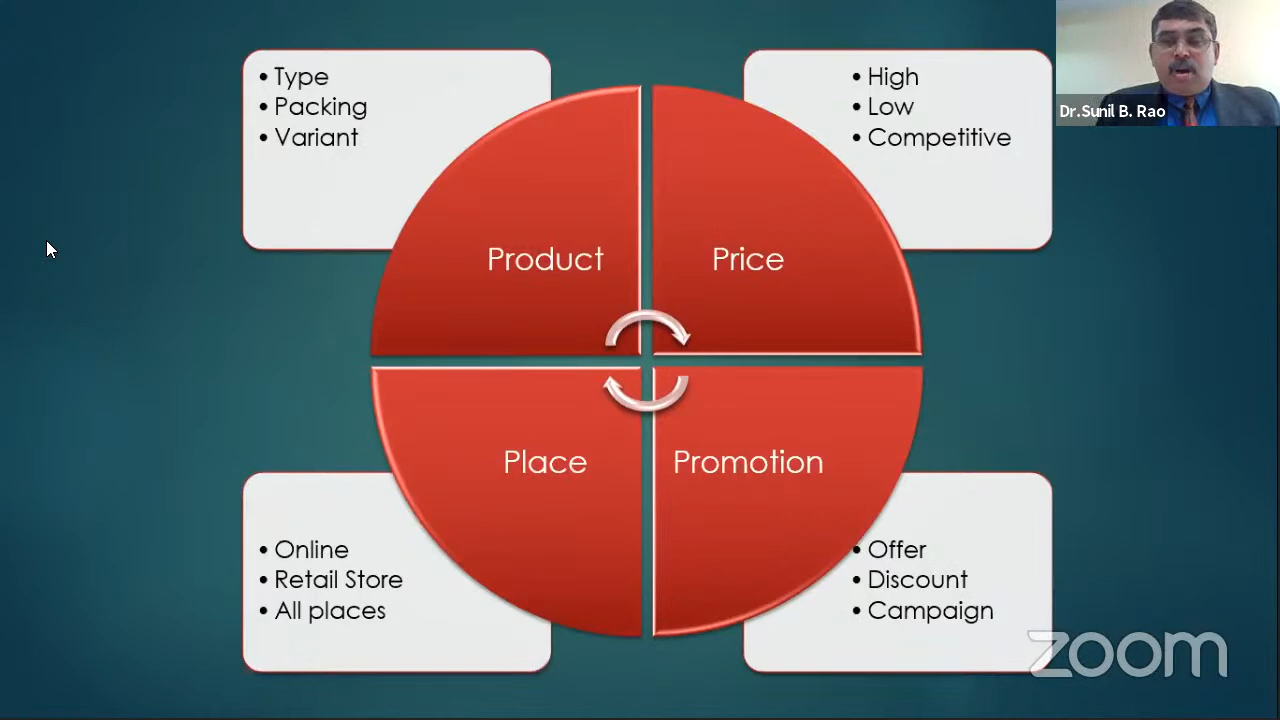 • Type
• Packing
• Variant
• High
• Low
• Competitive
Dr.Sunil B. Rao
Product
Price
Place
Promotion
• Online
• Retail Store
• All places
• Offer
• Discount
• Campaign
zoom